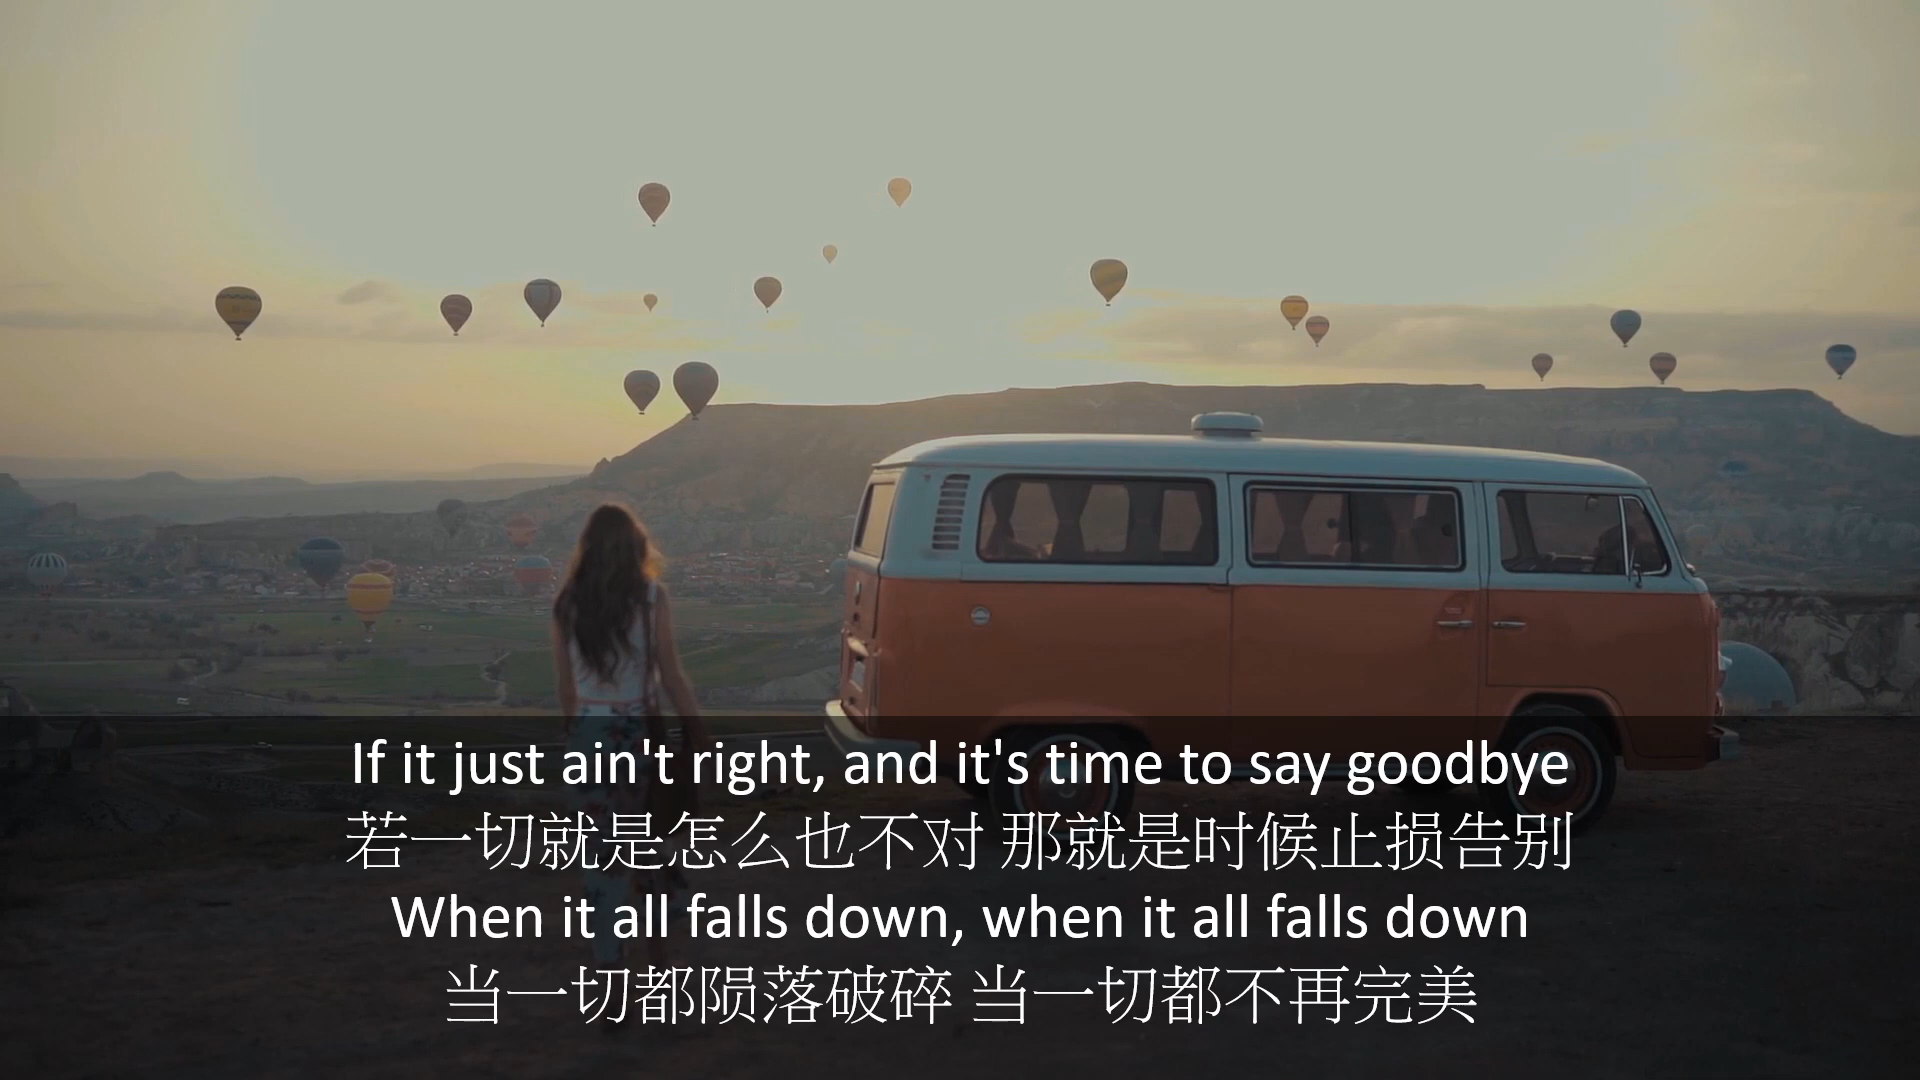 If it just ain't right, and it's time to say goodbye
若一切就是怎么也不对 那就是时候止损告别
When it all falls down, when it all falls down
当一切都陨落破碎 当一切都不再完美